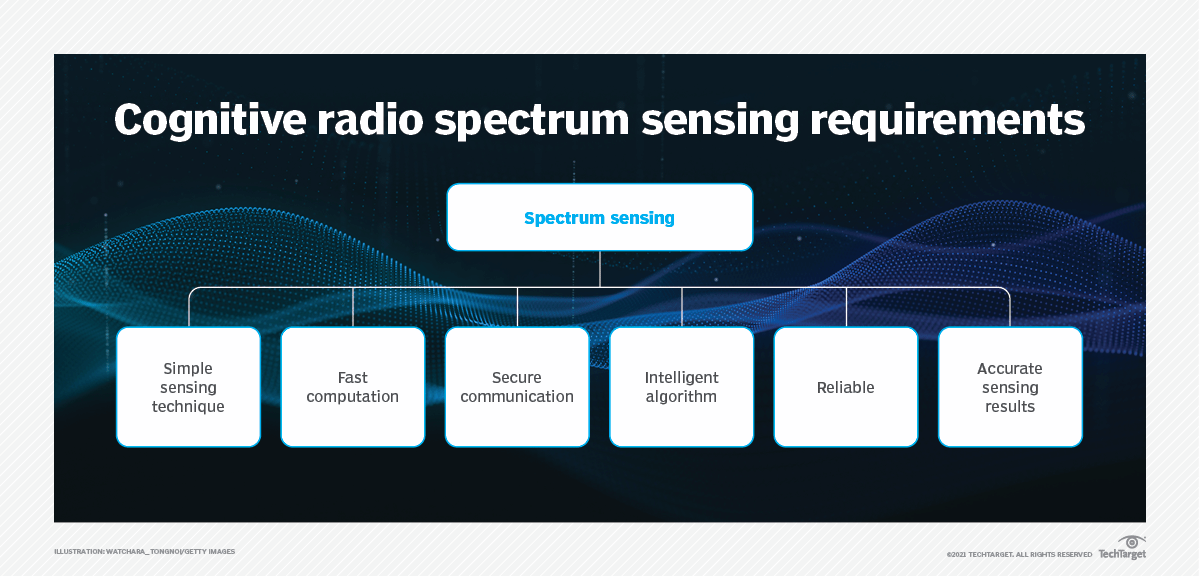 Cognitive radio spectrum sensing requirements
Spectrum sensing
Simple
sensing
technique
Fast
computation
Secure
communication
Intelligent
algorithm
Reliable
Accurate
sensing
results
ILLUSTRATION: WATCHARA_TONGNOI/GETTY IMAGES
©2021 TECHTARGET. ALL RIGHTS RESERVED
TechTarget